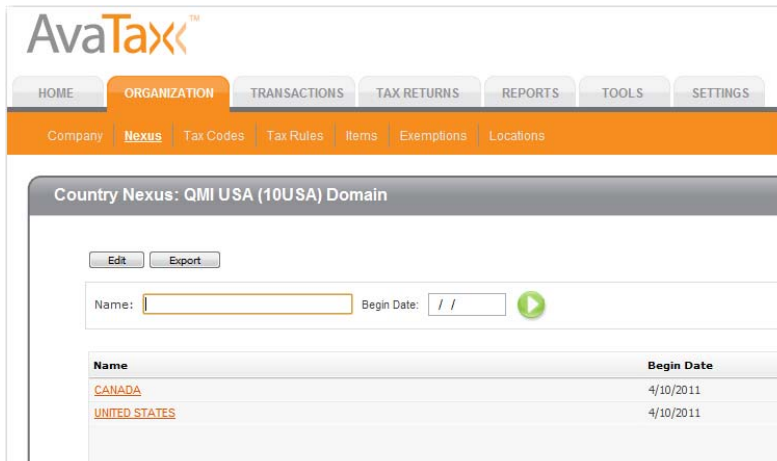 AvaTax™
HOME ORGANIZATION TRANSACTIONS TAX RETURNS REPORTS TOOLS SETTINGS
Company Nexus Tax Codes Tax Rules Items Exemptions Locations
Country Nexus: QMI USA (10USA) Domain
Edit Export
Name: Begin Date: / /
Name Begin Date
CANADA 4/10/2011
UNITED STATES 4/10/2011